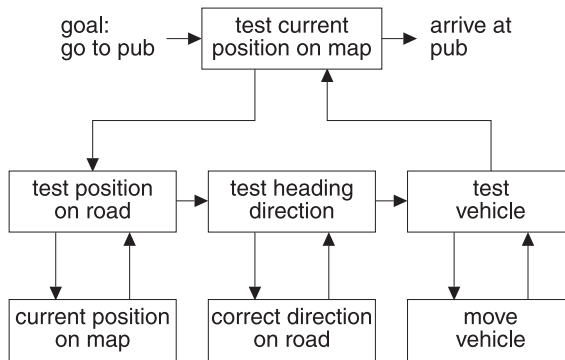 goal:
go to pub
test current
position on map
arrive at
pub
test position
on road
test heading
direction
test
vehicle
current position
on map
correct direction
on road
move
vehicle